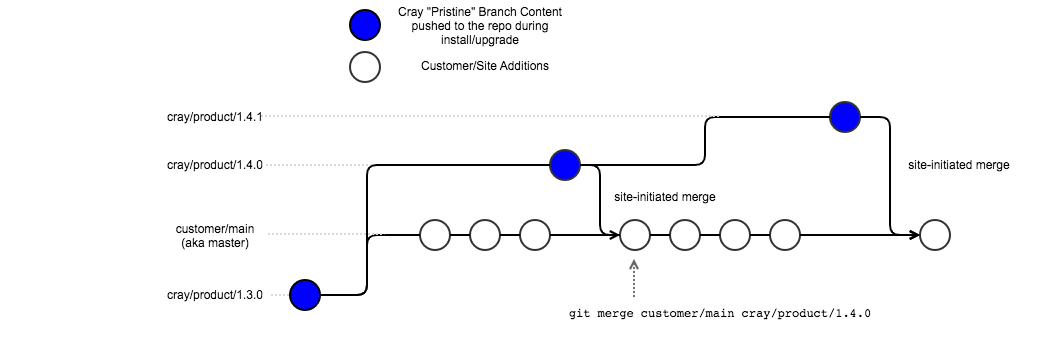 Cray "Pristine" Branch Content
pushed to the repo during
install/upgrade
Customer/Site Additions
cray/product/1.4.1
cray/product/1.4.0
site-initiated merge
site-initiated merge
customer/main
(aka master)
cray/product/1.3.0
git merge customer/main cray/product/1.4.0